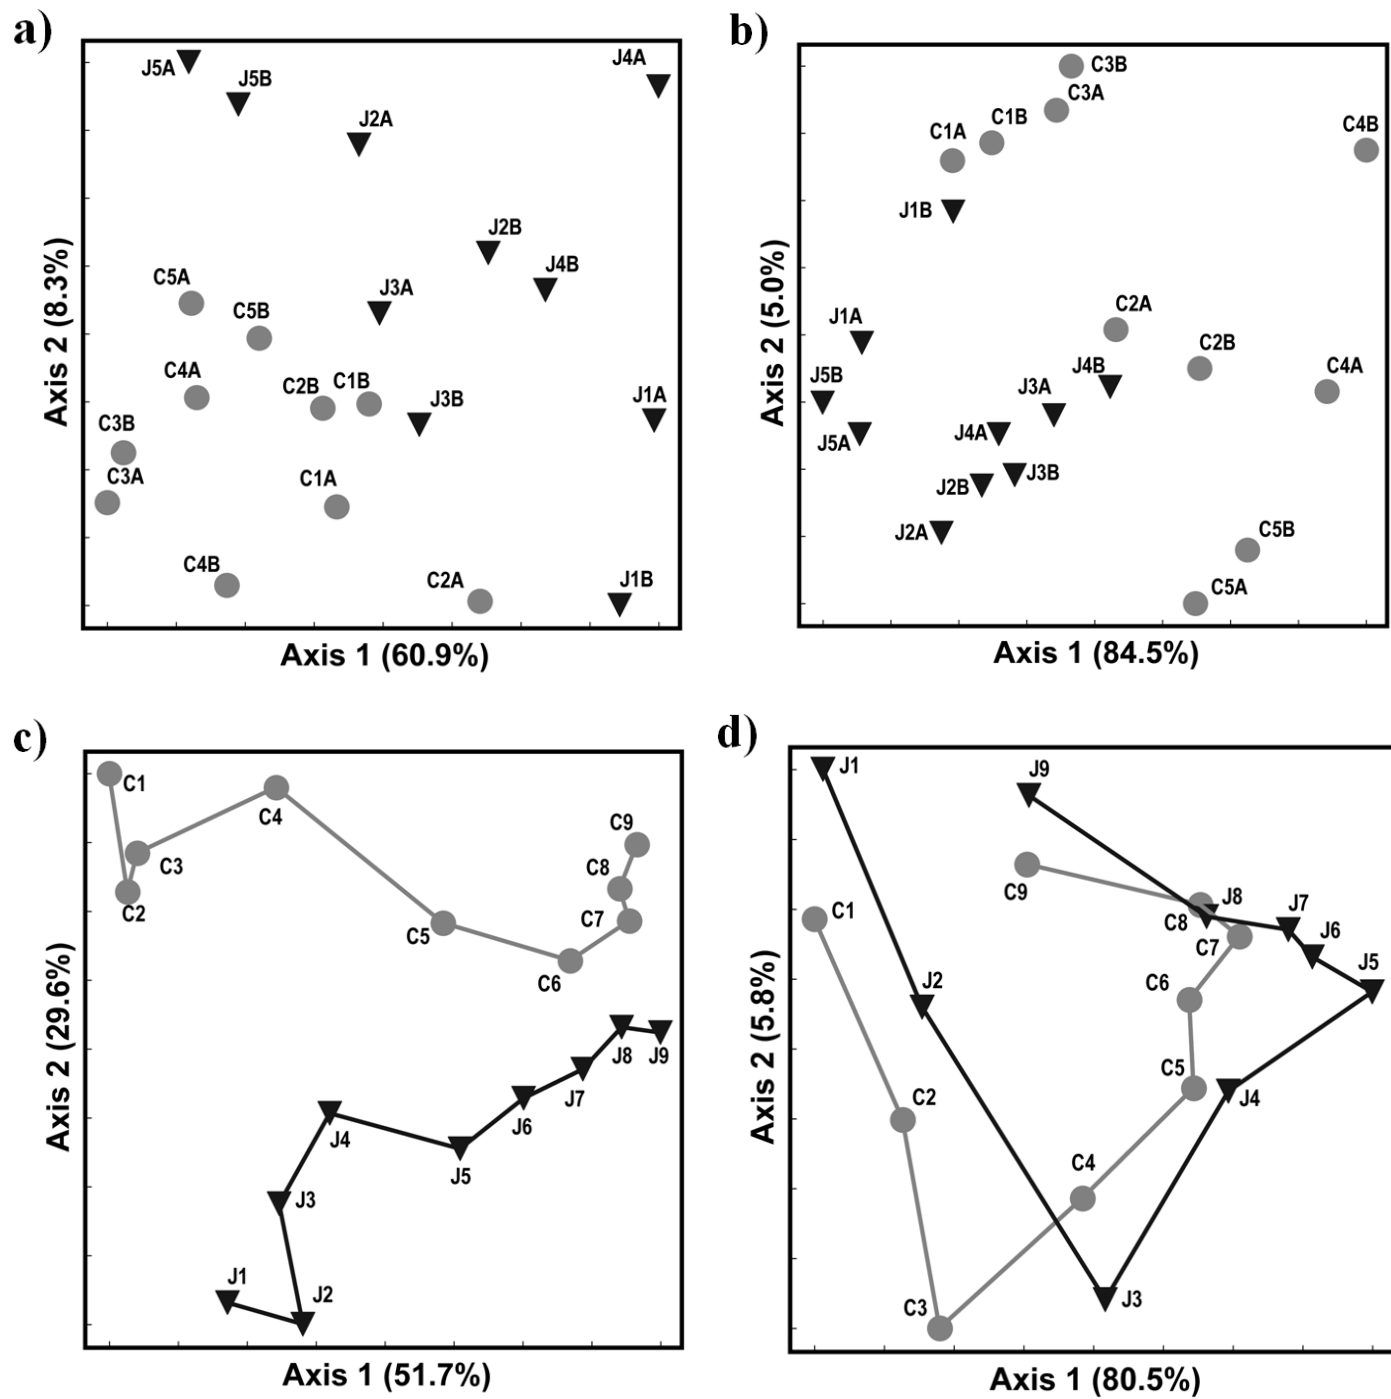 a)
J5A
J5B
J2A
J4A
J2B
J4B
J3A
C5A
C5B
C4A
C2B
C1B
J3B
J1A
C3B
C3A
C1A
C4B
C2A
J1B
Axis 2 (8.3%)
Axis 1 (60.9%)
b)
C3B
C3A
C1B
C1A
C4B
J1B
J1A
C2A
C2B
J5B
J4B
J3A
C4A
J5A
J4A
J3B
J2B
J2A
C5B
C5A
Axis 2 (5.0%)
Axis 1 (84.5%)
c)
C1
C4
C3
C2
C5
C6
C9
C8
C7
J8
J9
J7
J6
J4
J5
J3
J1
J2
Axis 2 (29.6%)
Axis 1 (51.7%)
d)
J1
J9
C9
C1
J8
C8
J7
C7
J6
J5
J2
C6
C5
J4
C2
C4
C3
J3
Axis 2 (5.8%)
Axis 1 (80.5%)